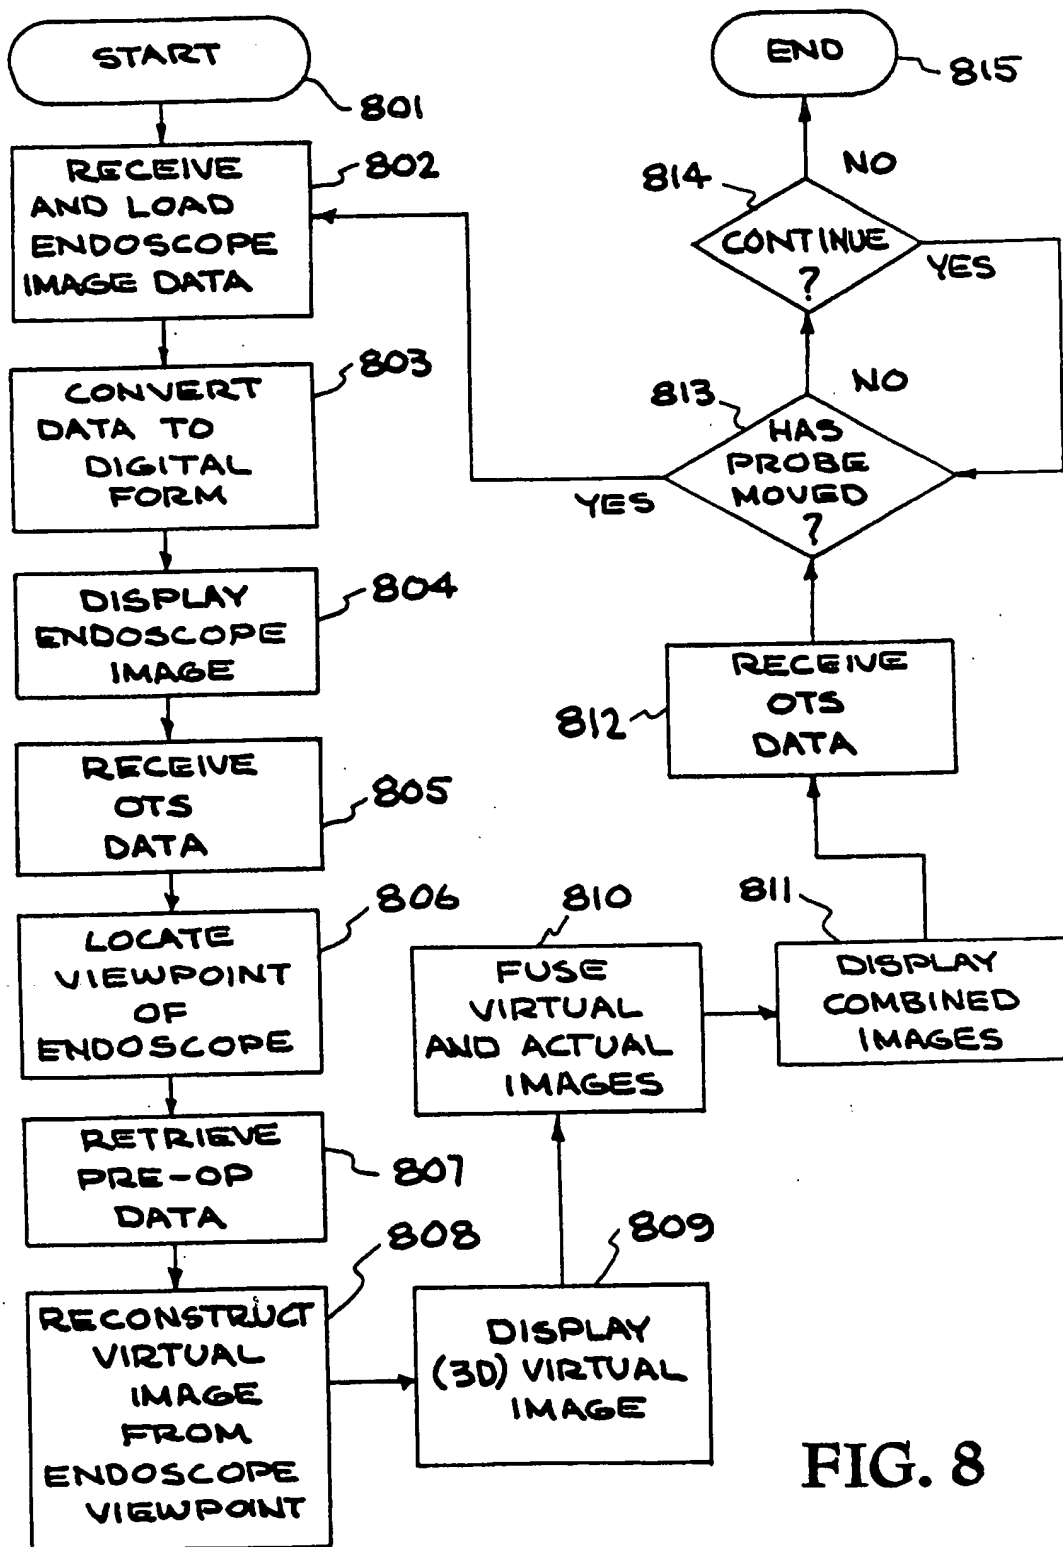 START
801
RECEIVE
AND LOAD
ENDOSCOPE
IMAGE DATA
802
CONVERT
DATA TO
DIGITAL
FORM
803
DISPLAY
ENDOSCOPE
IMAGE
804
RECEIVE
OTS
DATA
805
LOCATE
VIEWPOINT
OF
ENDOSCOPE
806
RETRIEVE
PRE-OP
DATA
807
RECONSTRUCT
VIRTUAL
IMAGE
FROM
ENDOSCOPE
VIEWPOINT
808
DISPLAY
(3D) VIRTUAL
IMAGE
809
FUSE
VIRTUAL
AND ACTUAL
IMAGES
810
DISPLAY
COMBINED
IMAGES
811
RECEIVE
OTS
DATA
812
HAS
PROBE
MOVED
?
813
YES
NO
CONTINUE
?
814
YES
NO
END
815
FIG. 8